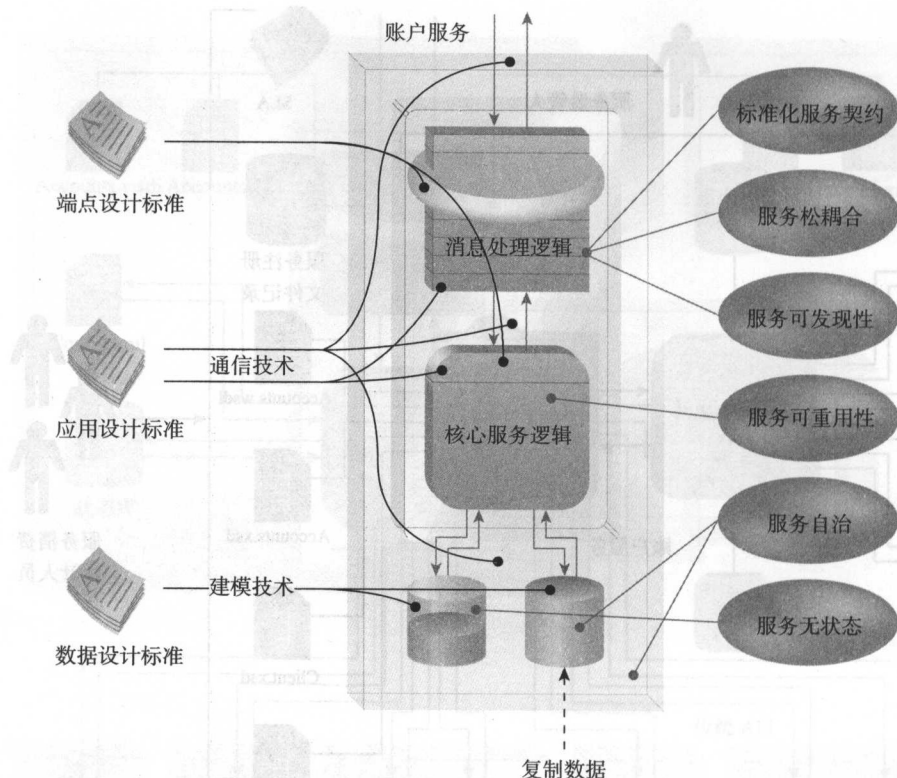 账户服务
标准化服务契约
端点设计标准
服务松耦合
消息处理逻辑
服务可发现性
通信技术
服务可重用性
应用设计标准
核心服务逻辑
服务自治
建模技术
服务无状态
数据设计标准
复制数据